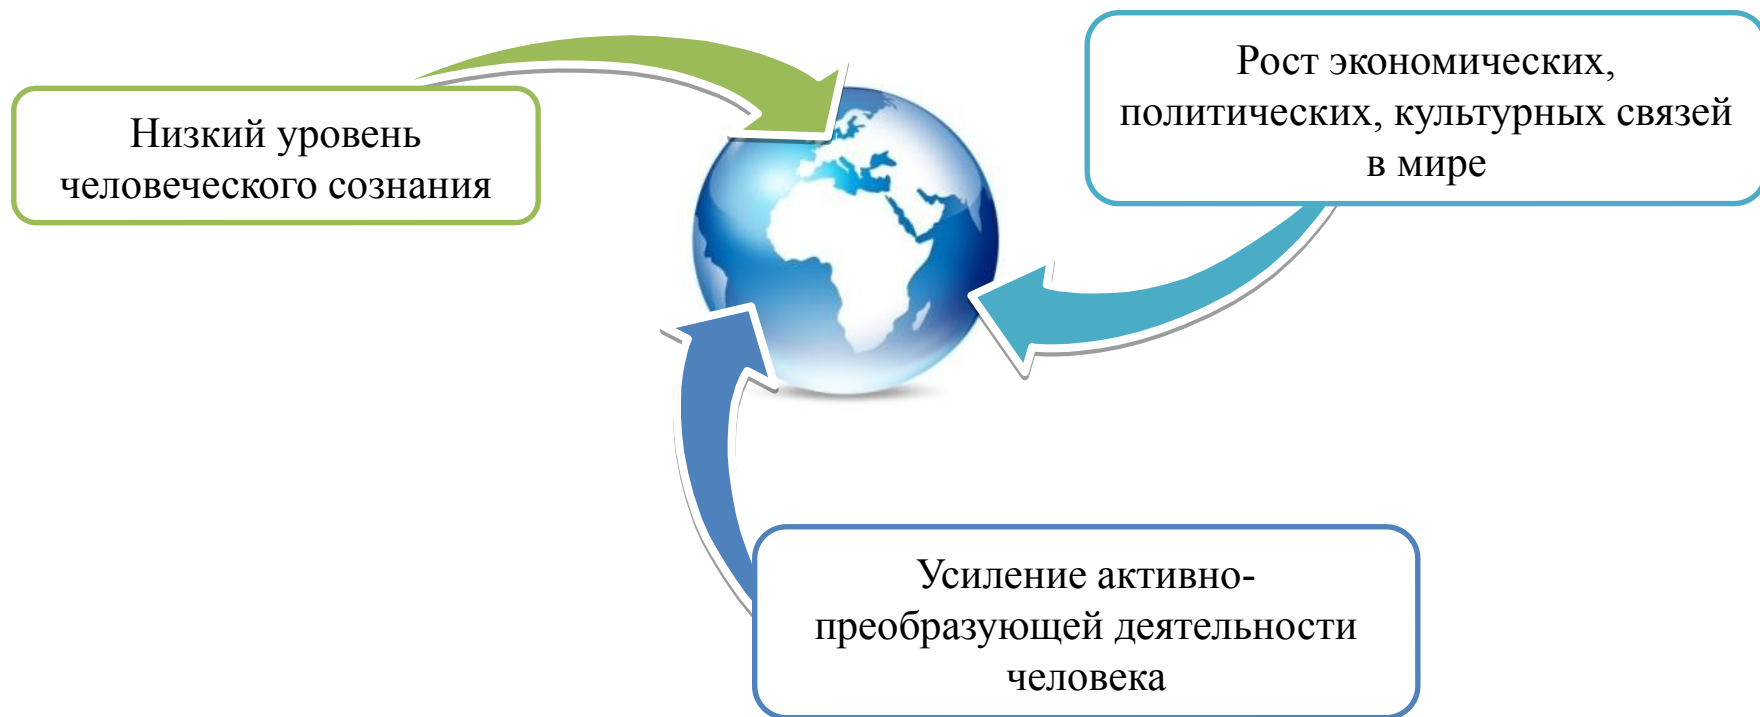 Низкий уровень
человеческого сознания
Рост экономических,
политических, культурных связей
в мире
Усиление активно-
преобразующей деятельности
человека